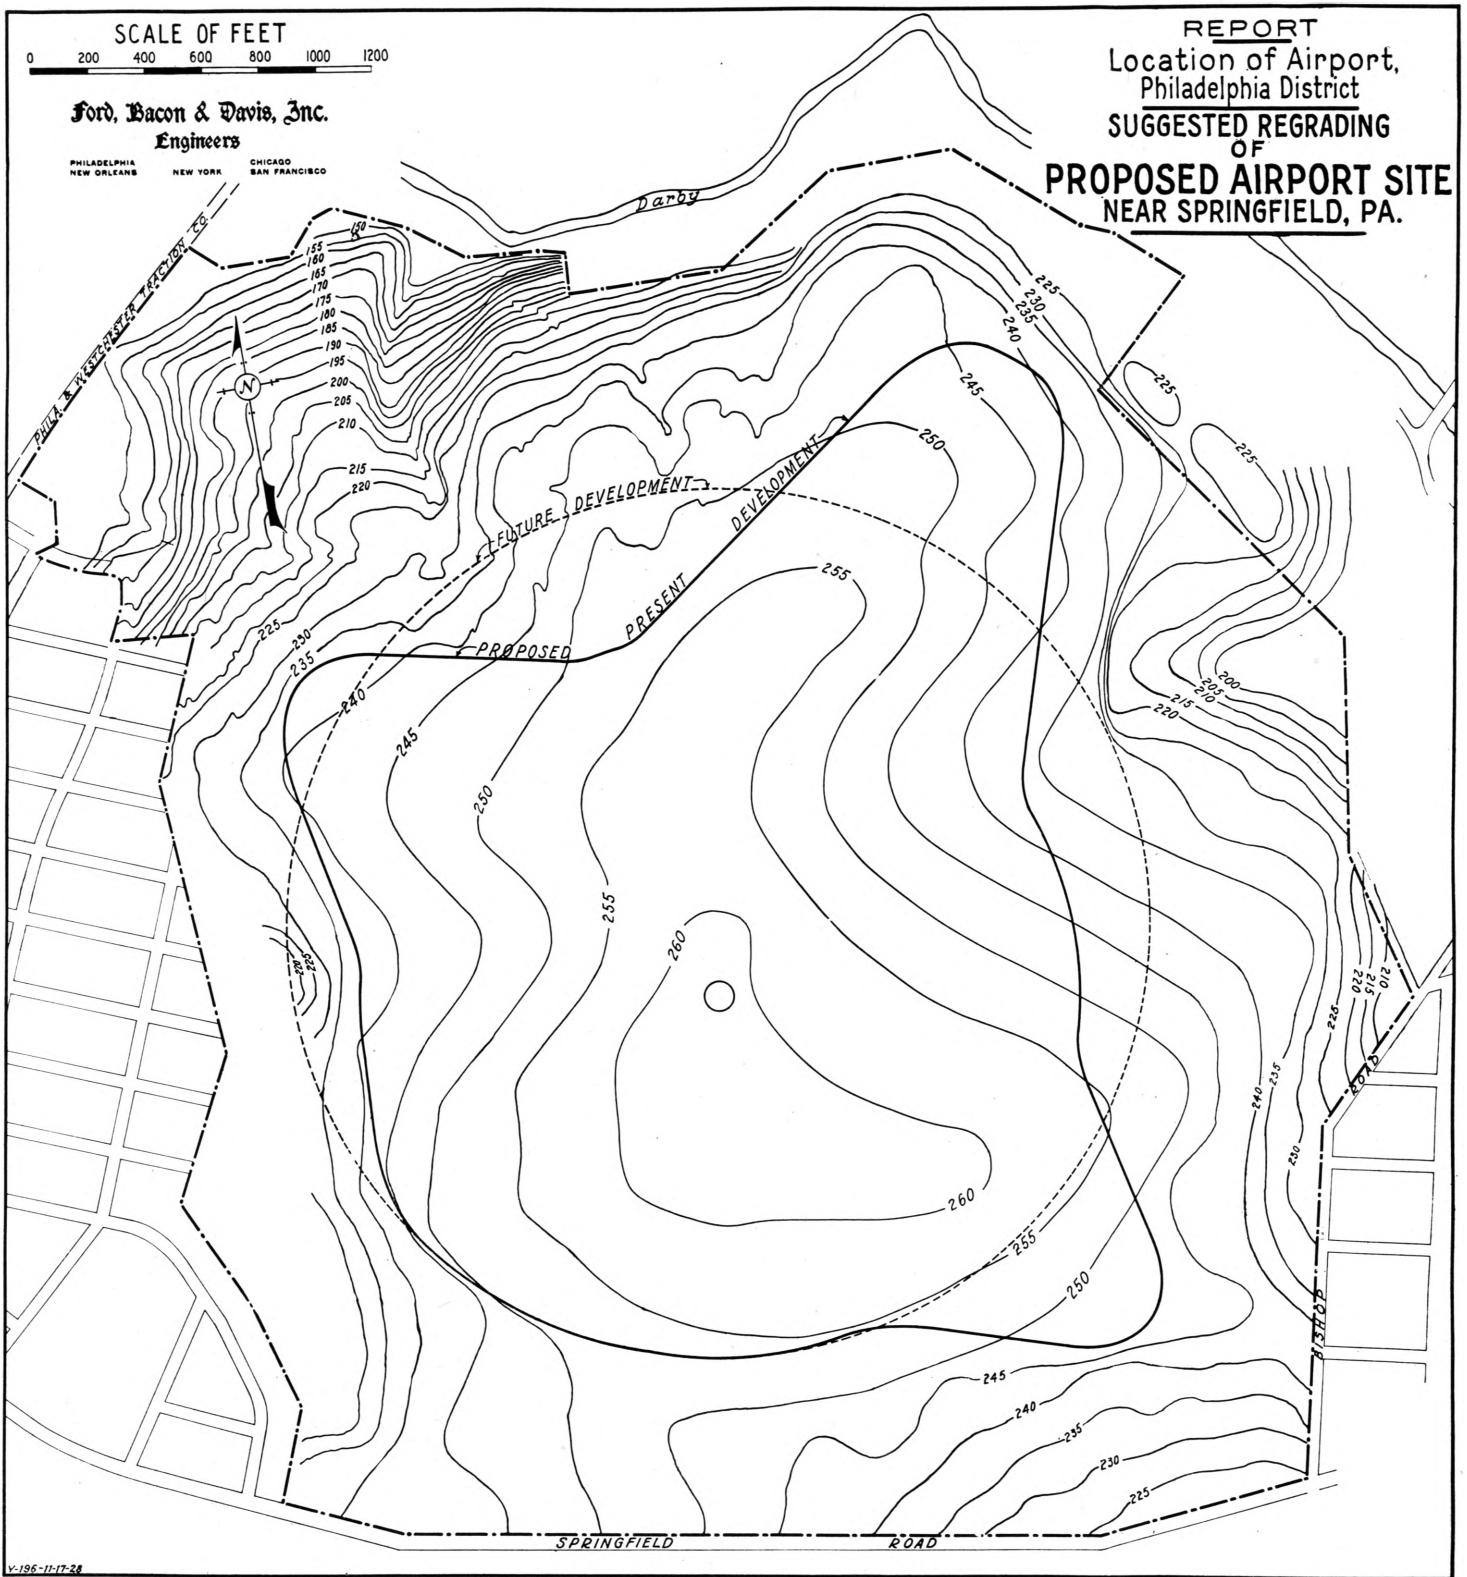 SCALE OF FEET
0 200 400 600 800 1000 1200
Ford, Bacon & Davis, Inc.
Engineers
PHILADELPHIA NEW YORK CHICAGO
NEW ORLEANS SAN FRANCISCO
REPORT
Location of Airport,
Philadelphia District
SUGGESTED REGRADING
OF
PROPOSED AIRPORT SITE
NEAR SPRINGFIELD, PA.
Darby
PHILA. & WESTCHESTER TRACTION CO.
N
150
155
160
165
170
175
180
185
190
195
200
205
210
215
220
225
230
235
240
245
250
225
230
235
240
245
250
255
225
225
FUTURE DEVELOPMENT
PROPOSED PRESENT DEVELOPMENT
200
205
210
215
220
255
260
220
225
210
215
220
225
235
240
230
260
255
250
245
240
235
230
225
BISHOP ROAD
SPRINGFIELD ROAD
Y-196-11-17-28